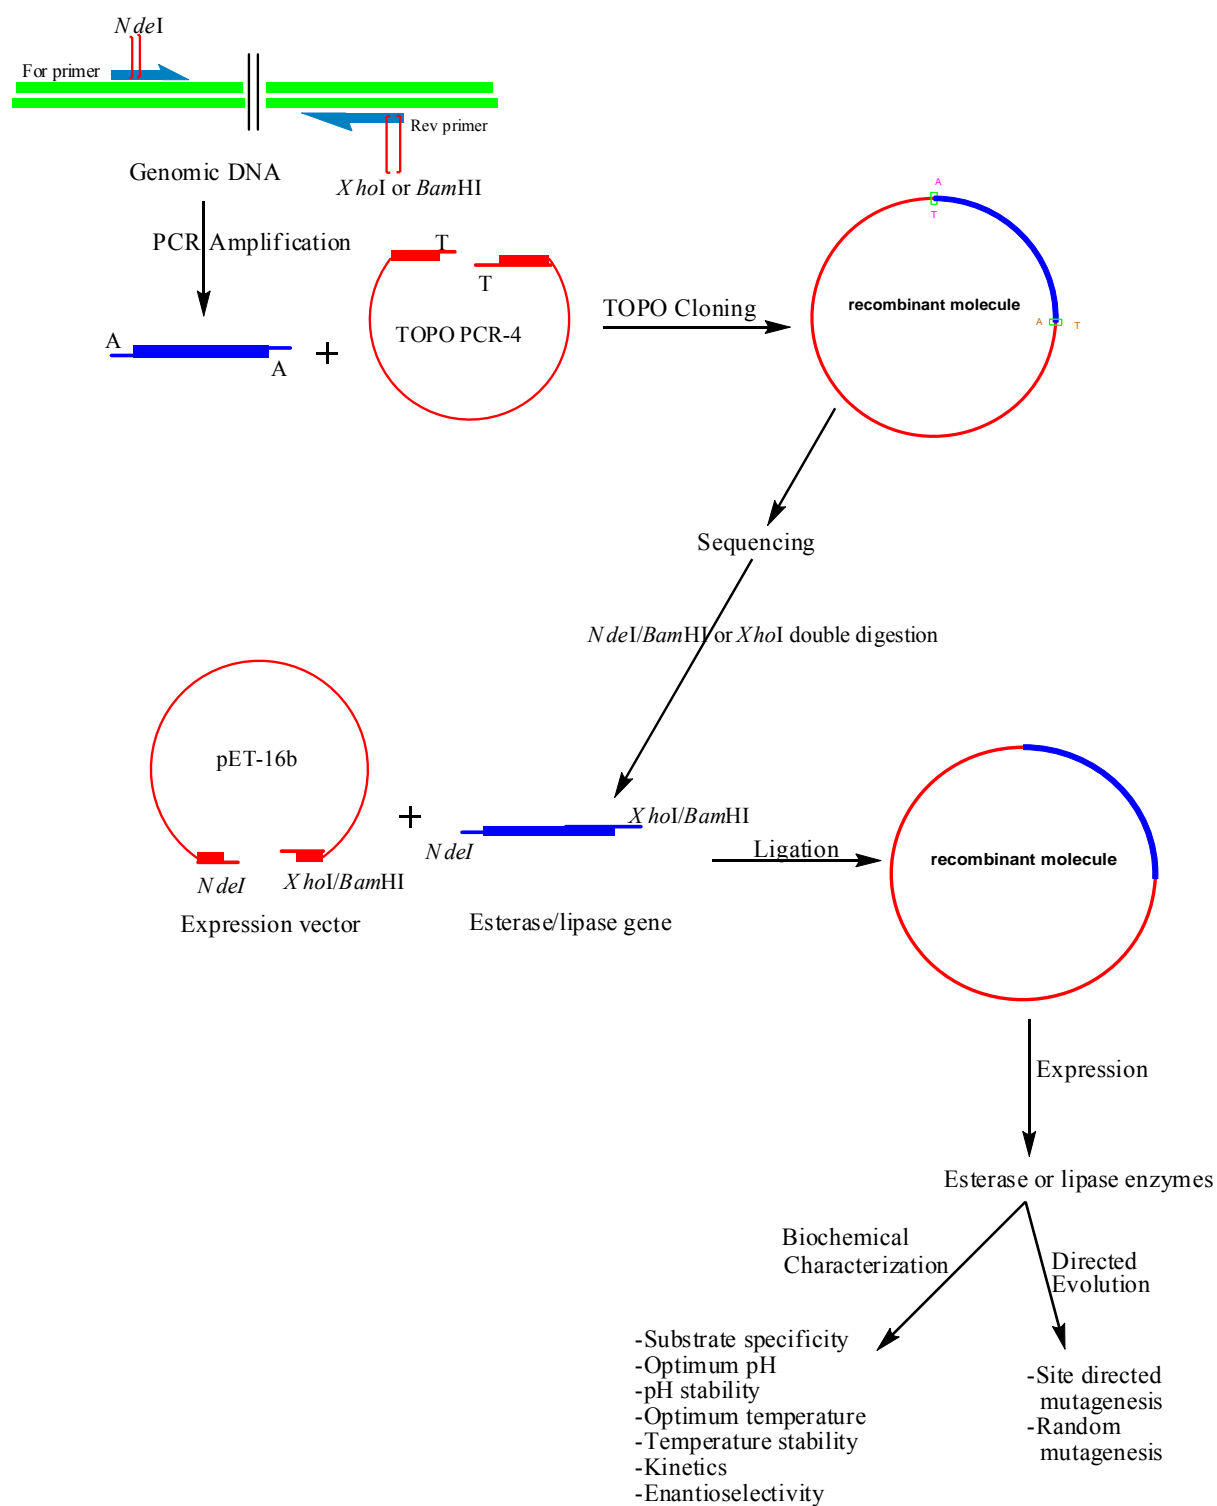 NdeI
For primer
Rev primer
Genomic DNA
XhoI or BamHI
PCR Amplification
T
T
TOPO PCR-4
A
A
+
TOPO Cloning
A
T
recombinant molecule
A
T
Sequencing
NdeI/BamHI or XhoI double digestion
pET-16b
NdeI
XhoI/BamHI
Expression vector
+
XhoI/BamHI
NdeI
Esterase/lipase gene
Ligation
recombinant molecule
Expression
Esterase or lipase enzymes
Biochemical
Characterization
Directed
Evolution
-Substrate specificity
-Optimum pH
-pH stability
-Optimum temperature
-Temperature stability
-Kinetics
-Enantioselectivity
-Site directed
mutagenesis
-Random
mutagenesis